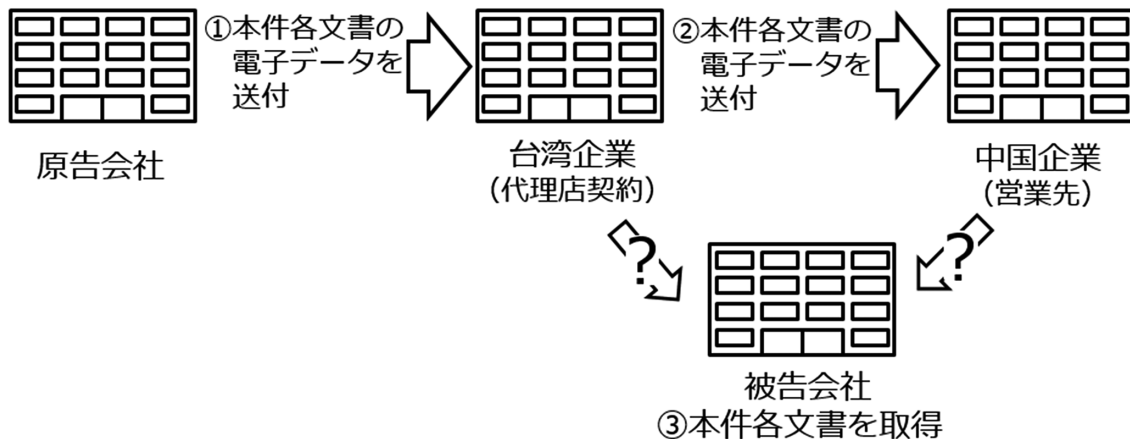 ①本件各文書の
電子データを
送付
②本件各文書の
電子データを
送付
原告会社
台湾企業
(代理店契約)
中国企業
(営業先)
?
?
被告会社
③本件各文書を取得